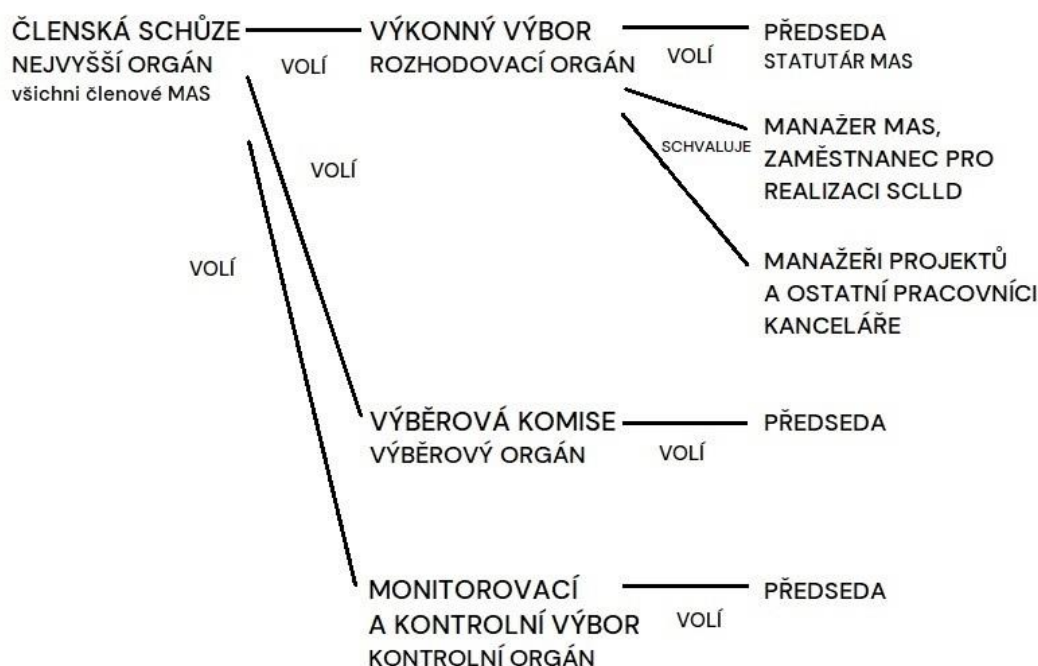 ČLENSKÁ SCHŮZE
NEJVYŠŠÍ ORGÁN
všichni členové MAS
VOLÍ
VÝKONNÝ VÝBOR
ROZHODOVACÍ ORGÁN
VOLÍ
PŘEDSEDA
STATUTÁR MAS
SCHVALUJE
MANAŽER MAS,
ZAMĚSTNANEC PRO
REALIZACI SCLLD
MANAŽEŘI PROJEKTŮ
A OSTATNÍ PRACOVNÍCI
KANCELÁŘE
VOLÍ
VÝBĚROVÁ KOMISE
VÝBĚROVÝ ORGÁN
VOLÍ
PŘEDSEDA
VOLÍ
MONITOROVACÍ
A KONTROLNÍ VÝBOR
KONTROLNÍ ORGÁN
VOLÍ
PŘEDSEDA